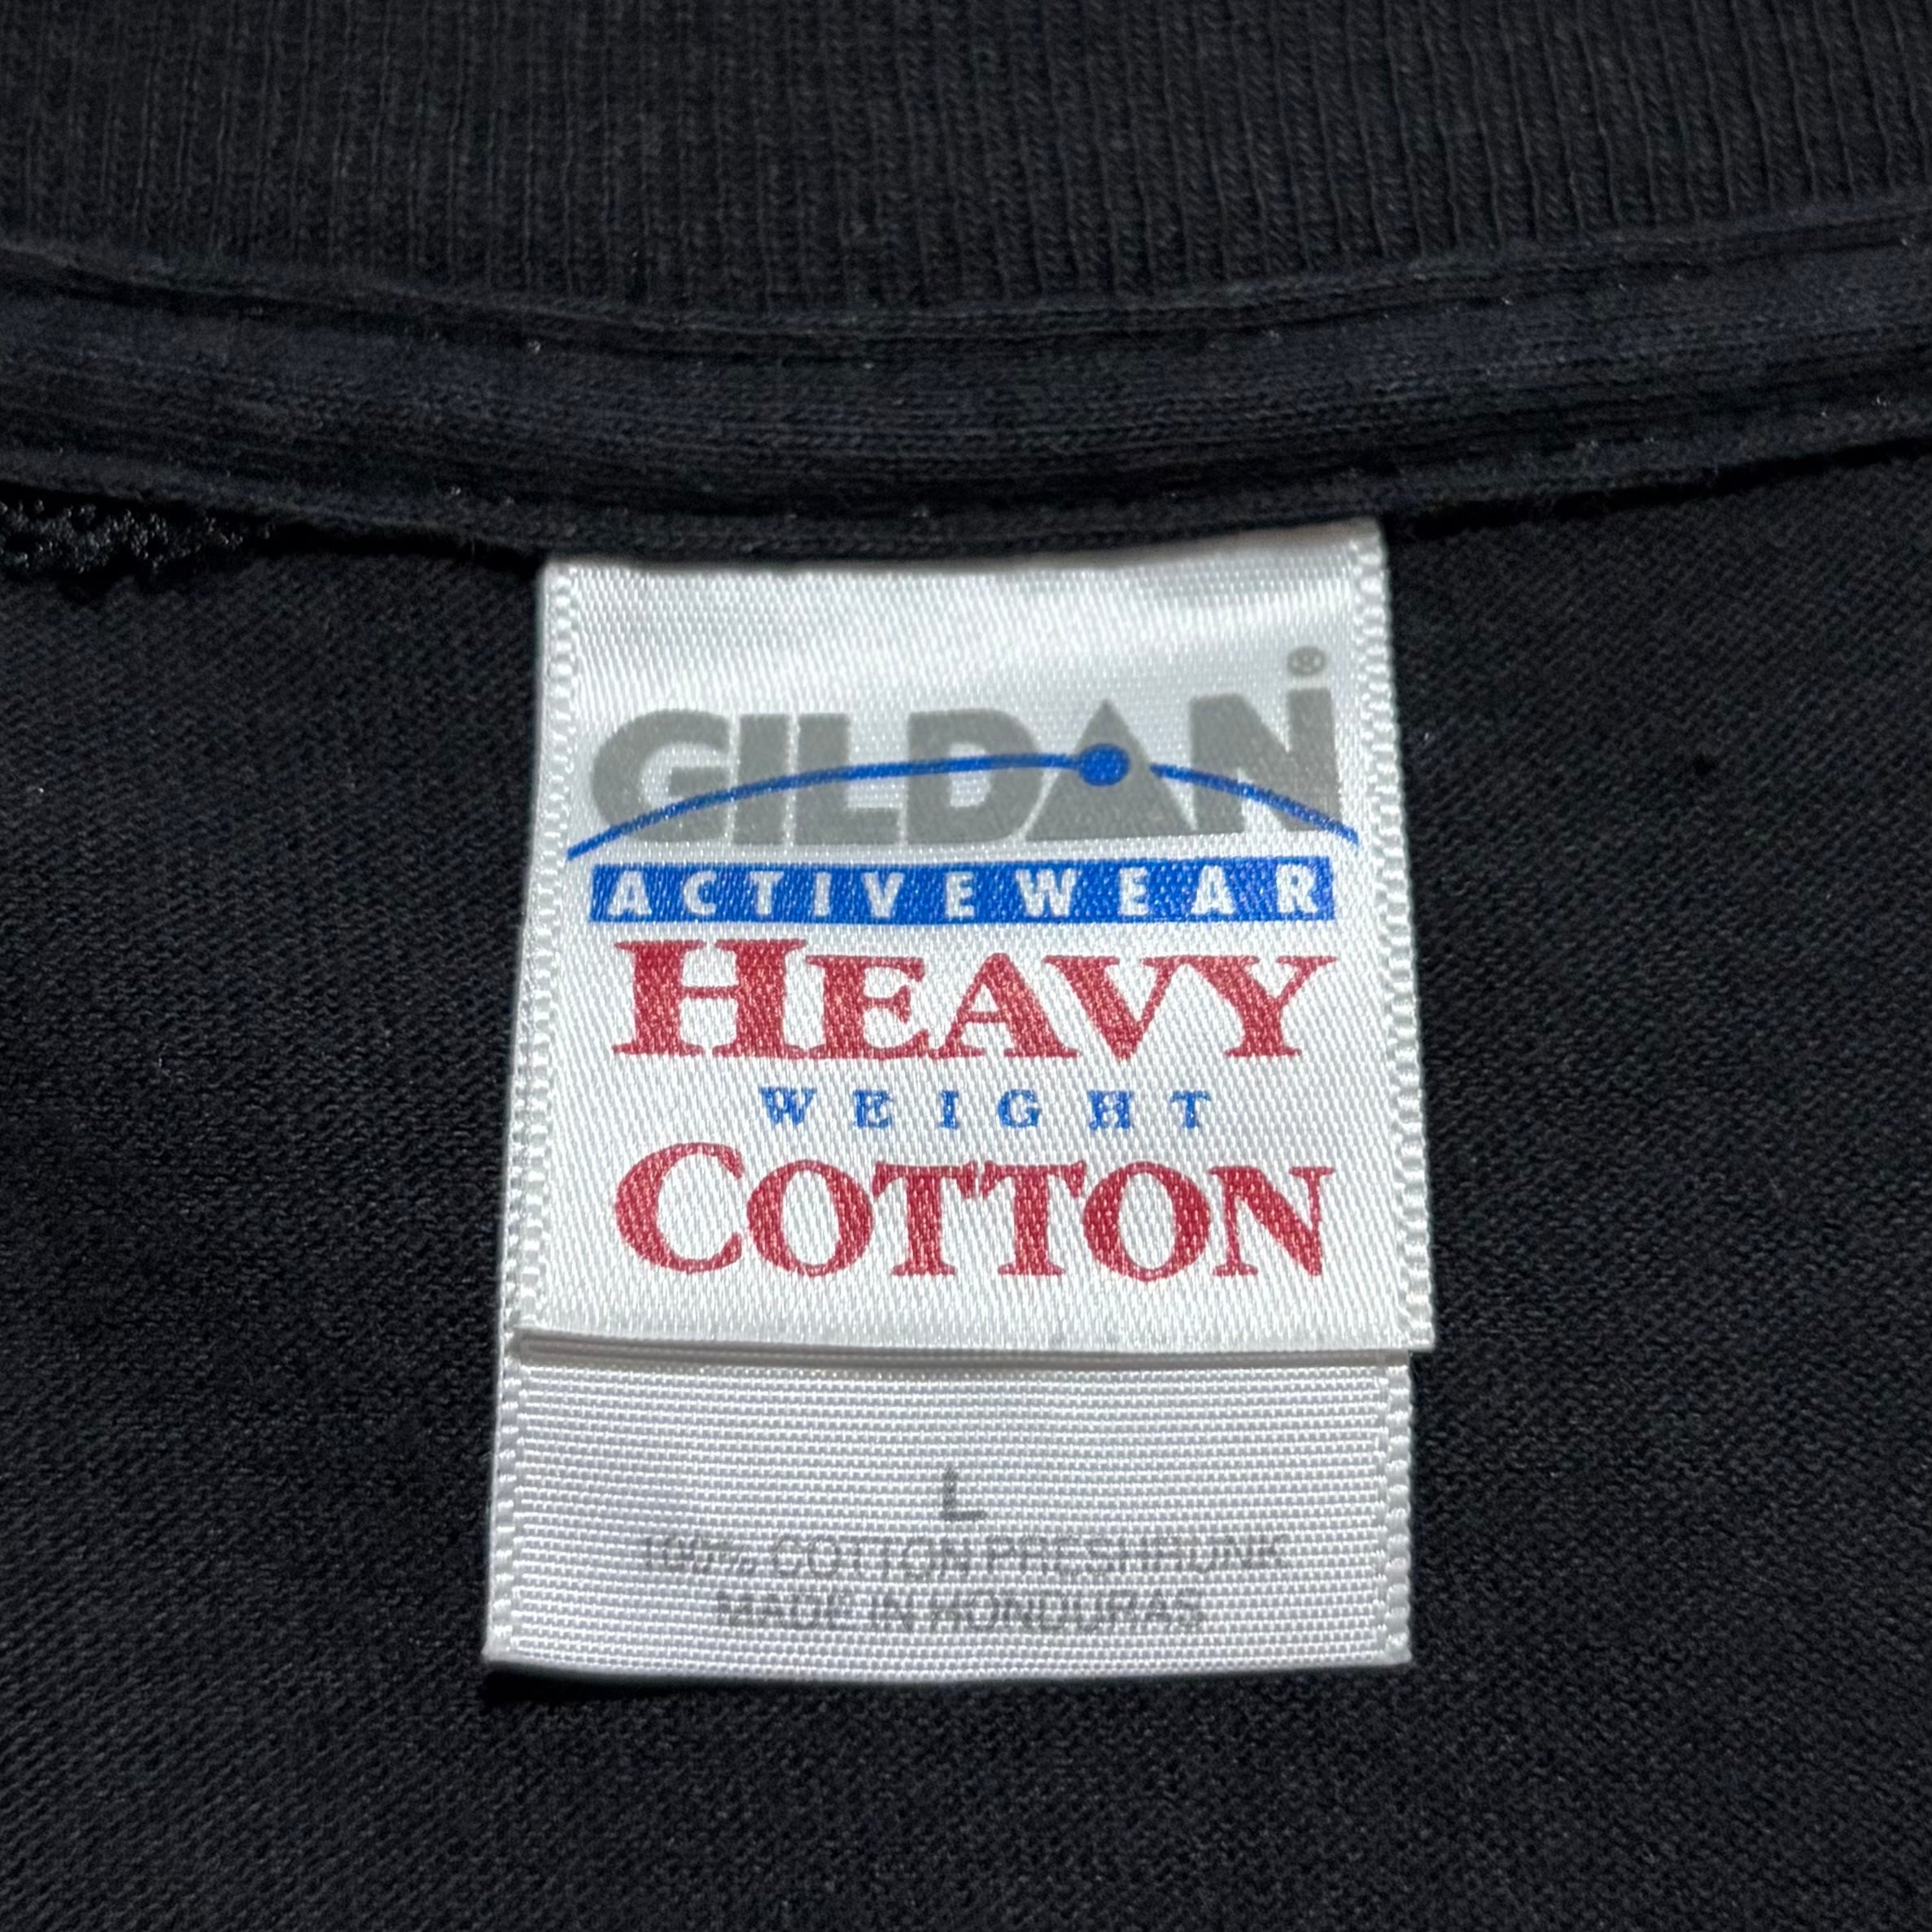 GILDAN®
ACTIVEWEAR
HEAVY
WEIGHT
COTTON
L
100% COTTON PRESHRUNK
MADE IN HONDURAS